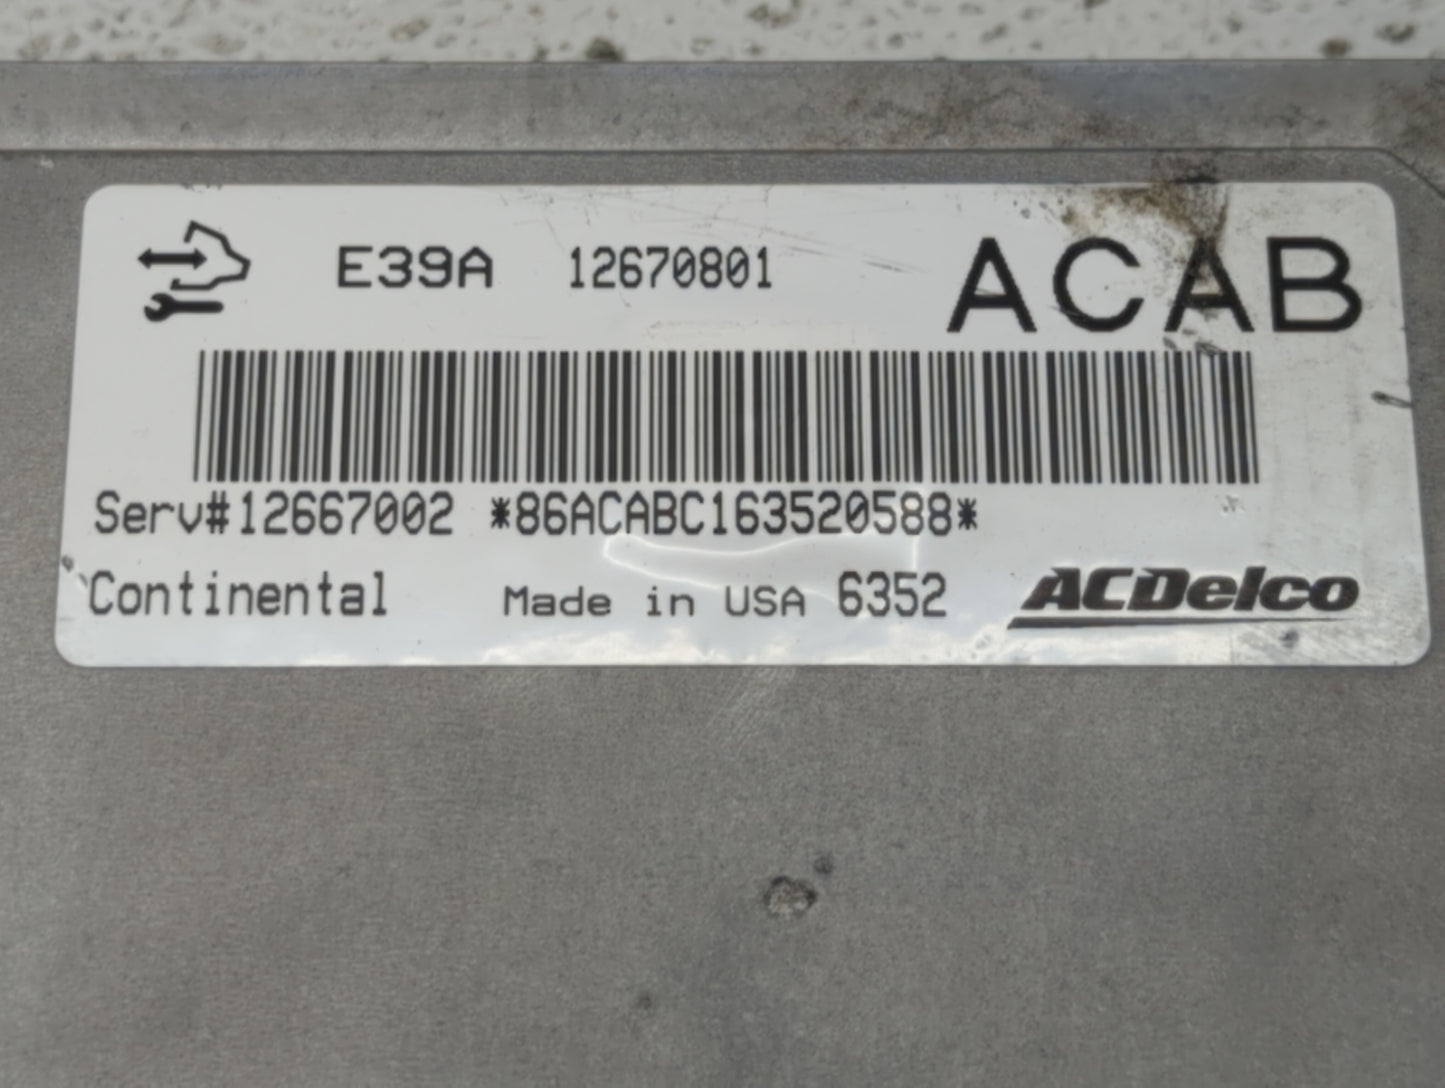 E39A 12670801 ACAB
Serv#12667002 *86ACABC163520588*
Continental Made in USA 6352 ACDelco